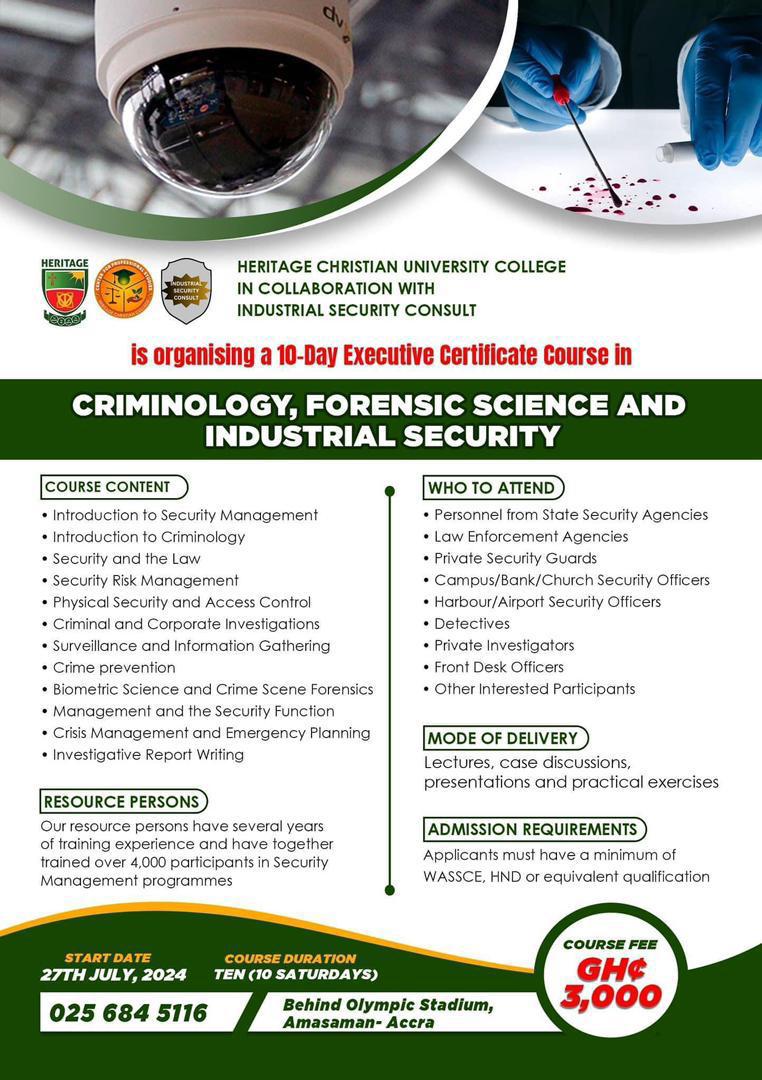 dv
HERITAGE
INDUSTRIAL
SECURITY
CONSULT
HERITAGE CHRISTIAN UNIVERSITY COLLEGE
IN COLLABORATION WITH
INDUSTRIAL SECURITY CONSULT
is organising a 10-Day Executive Certificate Course in
CRIMINOLOGY, FORENSIC SCIENCE AND
INDUSTRIAL SECURITY
COURSE CONTENT
• Introduction to Security Management
• Introduction to Criminology
• Security and the Law
• Security Risk Management
• Physical Security and Access Control
• Criminal and Corporate Investigations
• Surveillance and Information Gathering
• Crime prevention
• Biometric Science and Crime Scene Forensics
• Management and the Security Function
• Crisis Management and Emergency Planning
• Investigative Report Writing
RESOURCE PERSONS
Our resource persons have several years
of training experience and have together
trained over 4,000 participants in Security
Management programmes
WHO TO ATTEND
• Personnel from State Security Agencies
• Law Enforcement Agencies
• Private Security Guards
• Campus/Bank/Church Security Officers
• Harbour/Airport Security Officers
• Detectives
• Private Investigators
• Front Desk Officers
• Other Interested Participants
MODE OF DELIVERY
Lectures, case discussions,
presentations and practical exercises
ADMISSION REQUIREMENTS
Applicants must have a minimum of
WASSCE, HND or equivalent qualification
START DATE
27TH JULY, 2024
COURSE DURATION
TEN (10 SATURDAYS)
025 684 5116
Behind Olympic Stadium,
Amasaman- Accra
COURSE FEE
GH¢
3,000